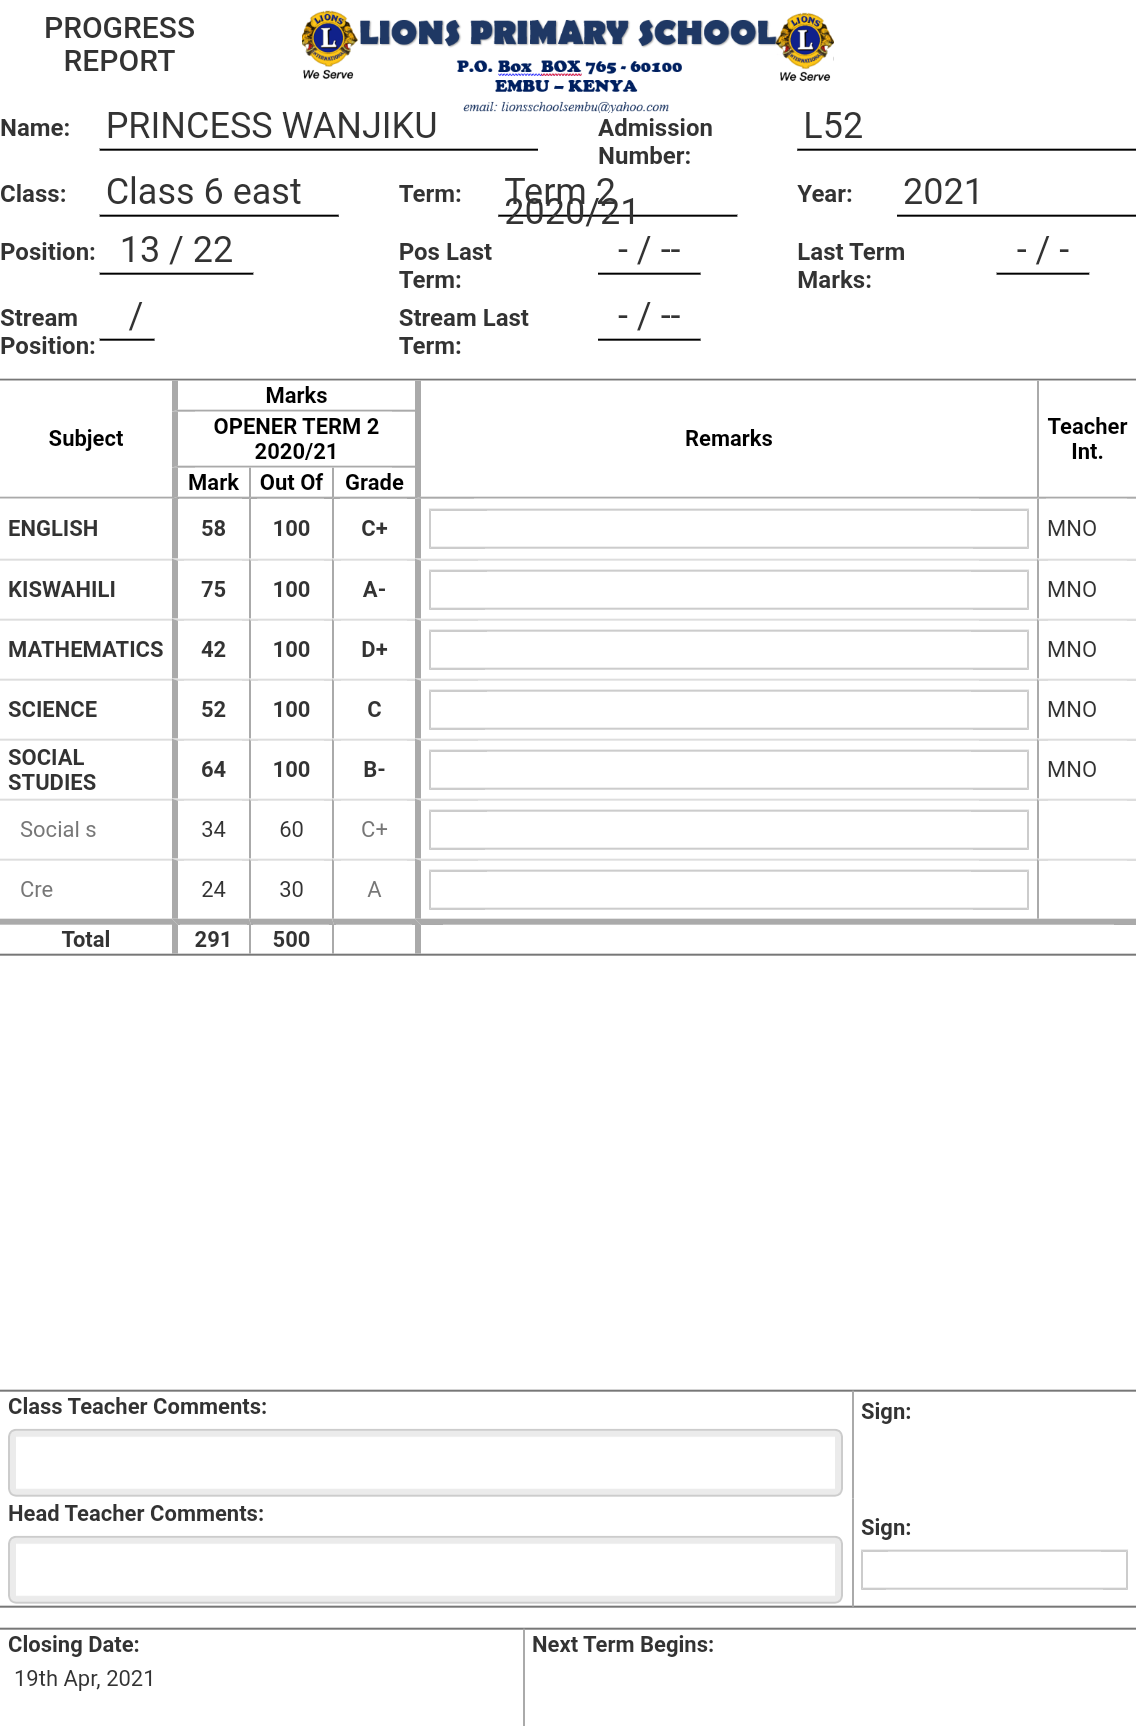 PROGRESS
REPORT
LIONS
INTERNATIONAL
We Serve
LIONS PRIMARY SCHOOL
P.O. Box BOX 765 - 60100
EMBU – KENYA
email: lionsschoolsembu@yahoo.com
LIONS
INTERNATIONAL
We Serve
Name: PRINCESS WANJIKU Admission Number: L52
Class: Class 6 east Term: Term 2 2020/21 Year: 2021
Position: 13 / 22 Pos Last Term: - / -- Last Term Marks: - / -
Stream Position: / Stream Last Term: - / --
Subject Marks Remarks Teacher Int.
OPENER TERM 2 2020/21
Mark Out Of Grade
ENGLISH 58 100 C+ MNO
KISWAHILI 75 100 A- MNO
MATHEMATICS 42 100 D+ MNO
SCIENCE 52 100 C MNO
SOCIAL STUDIES 64 100 B- MNO
Social s 34 60 C+
Cre 24 30 A
Total 291 500
Class Teacher Comments: Sign:
Head Teacher Comments: Sign:
Closing Date: Next Term Begins:
19th Apr, 2021